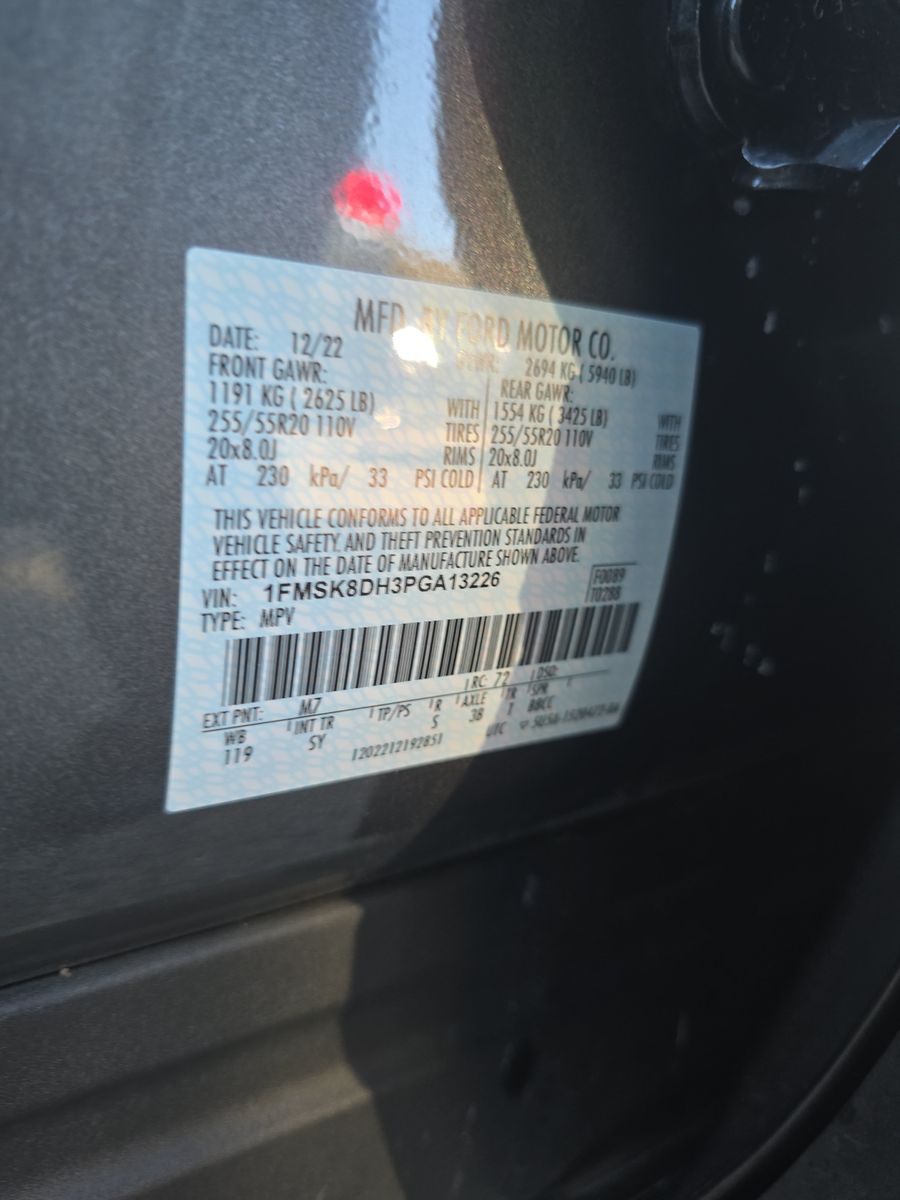 MFD. BY FORD MOTOR CO.
DATE: 12/22 GVWR: 2694 KG ( 5940 LB)
FRONT GAWR: REAR GAWR:
1191 KG ( 2625 LB) WITH 1554 KG ( 3425 LB) WITH
255/55R20 110V TIRES 255/55R20 110V TIRES
20x8.0J RIMS 20x8.0J RIMS
AT 230 kPa/ 33 PSI COLD AT 230 kPa/ 33 PSI COLD
THIS VEHICLE CONFORMS TO ALL APPLICABLE FEDERAL MOTOR
VEHICLE SAFETY AND THEFT PREVENTION STANDARDS IN
EFFECT ON THE DATE OF MANUFACTURE SHOWN ABOVE.
VIN: 1FMSK8DH3PGA13226 F0089
TYPE: MPV T0288
EXT PNT: M7 RC: 72 DSO:
WB INT TR TP/PS R AXLE TR SPR
119 SY S 3B T BBCC
1202212192851 UTC